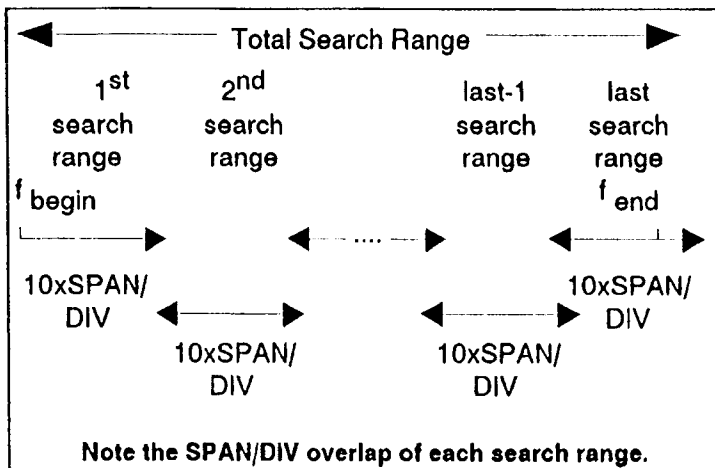 Total Search Range
1st search range
2nd search range
last-1 search range
last search range
f begin
f end
....
10xSPAN/
DIV
10xSPAN/
DIV
10xSPAN/
DIV
10xSPAN/
DIV
Note the SPAN/DIV overlap of each search range.